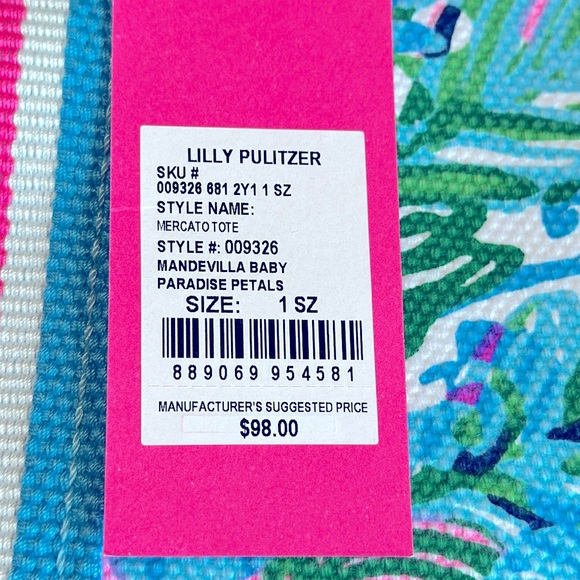 LILLY PULITZER
SKU #
009326 681 2Y1 1 SZ
STYLE NAME:
MERCATO TOTE
STYLE #: 009326
MANDEVILLA BABY
PARADISE PETALS
SIZE: 1 SZ
889069 954581
MANUFACTURER'S SUGGESTED PRICE
$98.00